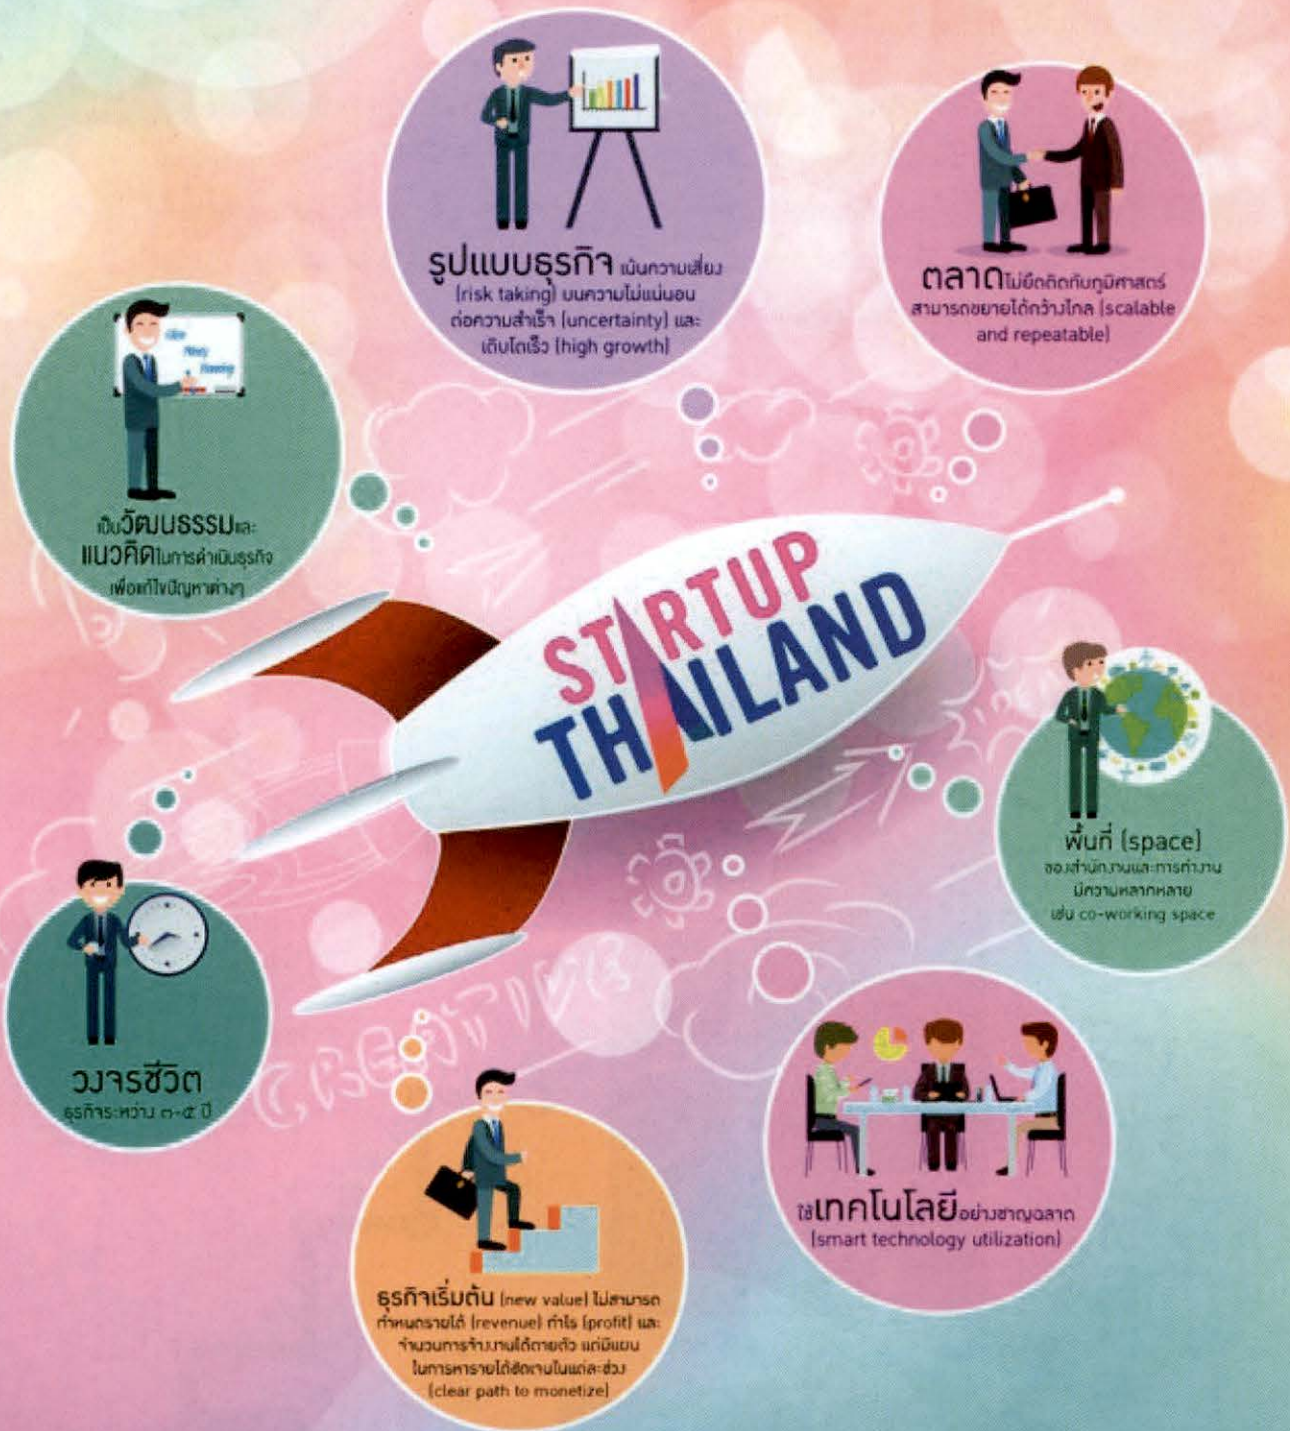 รูปแบบธุรกิจ เน้นความเสี่ยง
(risk taking) บนความไม่แน่นอน
ต่อความสำเร็จ (uncertainty) และ
เติบโตเร็ว (high growth)
ตลาดไม่ยึดติดกับภูมิศาสตร์
สามารถขยายได้กว้างไกล (scalable
and repeatable)
Money
Planning
เป็นวัฒนธรรมและ
แนวคิดในการดำเนินธุรกิจ
เพื่อแก้ไขปัญหาต่างๆ
STARTUP
THAILAND
พื้นที่ (space)
ของสำนักงานและการทำงาน
มีความหลากหลาย
เช่น co-working space
วงจรชีวิต
ธุรกิจระหว่าง ๓-๕ ปี
CREATIVE
ใช้เทคโนโลยีอย่างชาญฉลาด
(smart technology utilization)
ธุรกิจเริ่มต้น (new value) ไม่สามารถ
กำหนดรายได้ (revenue) กำไร (profit) และ
จำนวนการจ้างงานได้ตายตัว แต่มีแผน
ในการหารายได้ชัดเจนในแต่ละช่วง
(clear path to monetize)